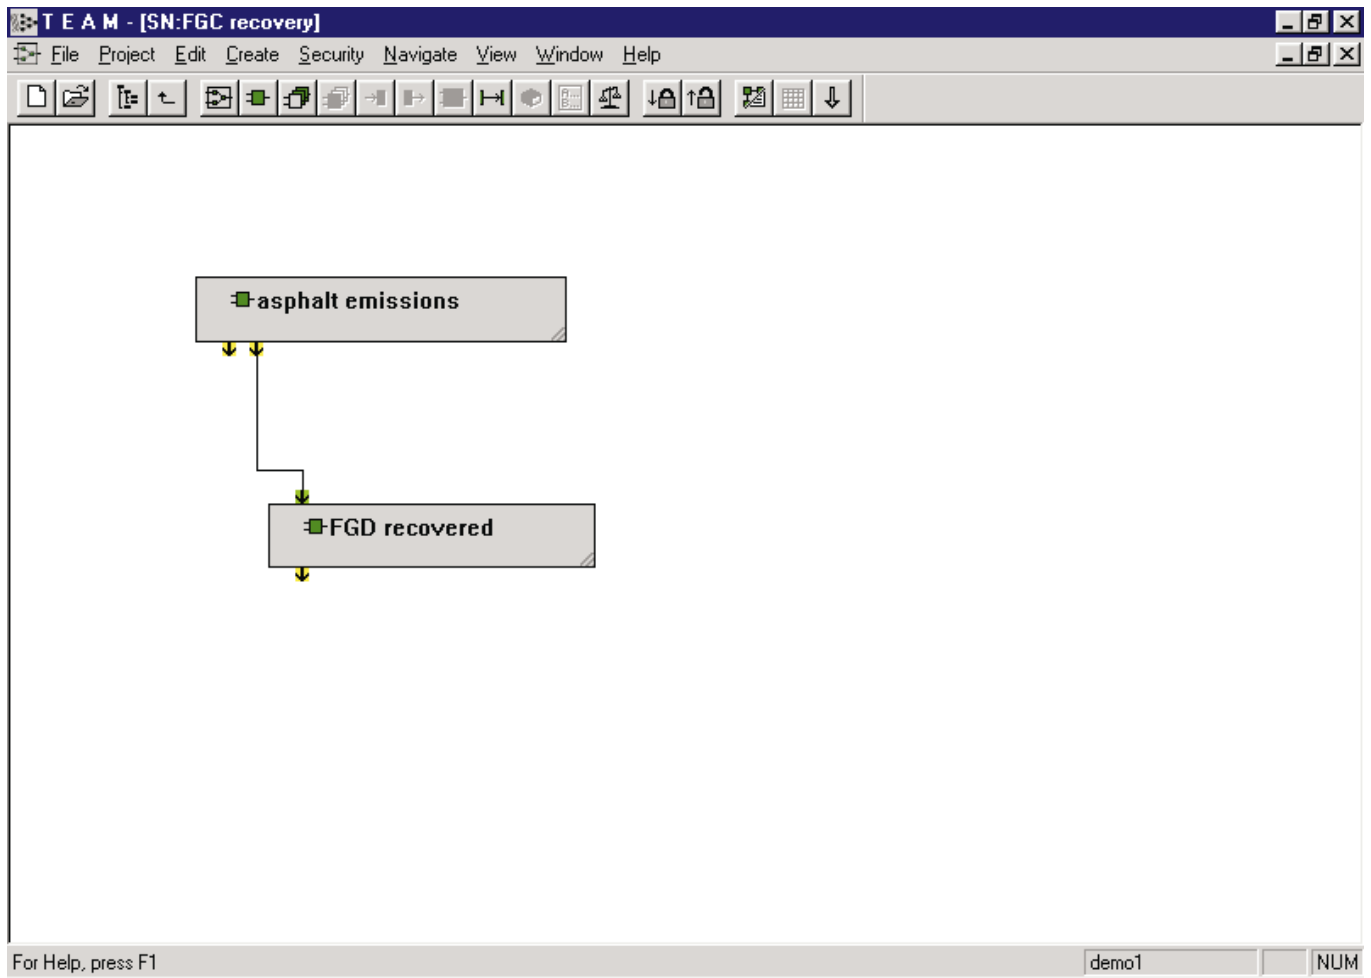 T E A M - [SN:FGC recovery]
File Project Edit Create Security Navigate View Window Help
asphalt emissions
FGD recovered
For Help, press F1 demo1 NUM